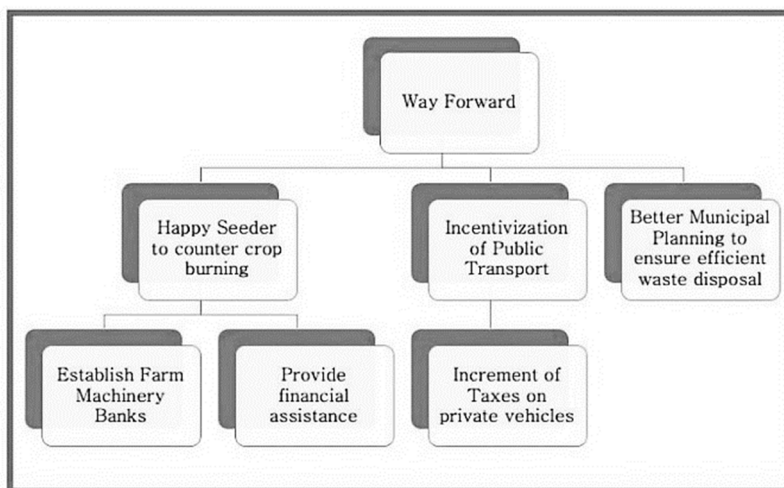 Way Forward
Happy Seeder
to counter crop
burning
Incentivization
of Public
Transport
Better Municipal
Planning to
ensure efficient
waste disposal
Establish Farm
Machinery
Banks
Provide
financial
assistance
Increment of
Taxes on
private vehicles